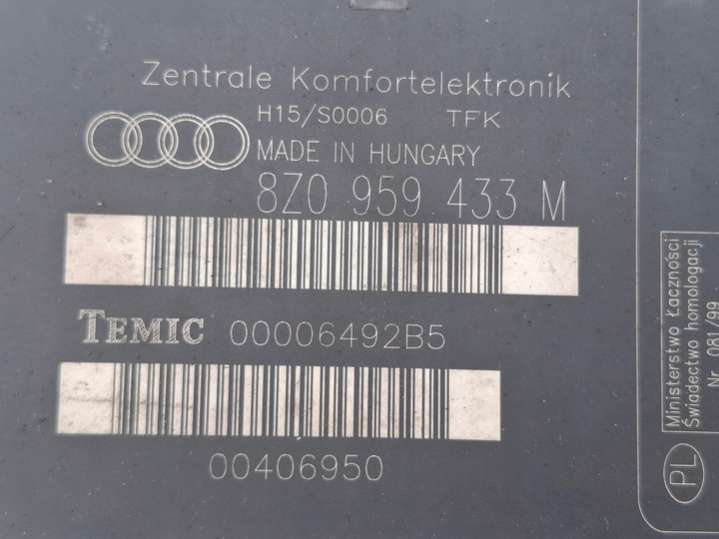 Zentrale Komfortelektronik
H15/S0006 TFK
MADE IN HUNGARY
8Z0 959 433 M
TEMIC 00006492B5
00406950
Ministerstwo Łączności
Świadectwo homologacji
Nr 081/99
PL